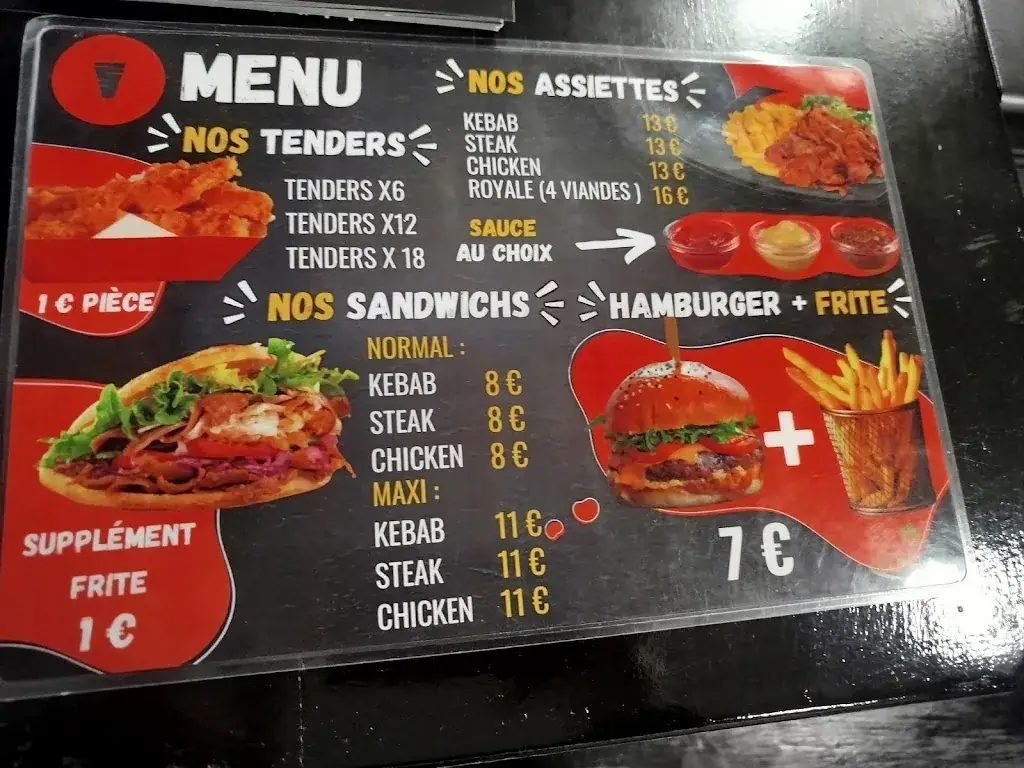 MENU
NOS TENDERS
TENDERS X6
TENDERS X12
TENDERS X 18
1 € PIÈCE
NOS ASSIETTES
KEBAB 13 €
STEAK 13 €
CHICKEN 13 €
ROYALE (4 VIANDES ) 16 €
SAUCE
AU CHOIX
NOS SANDWICHS
NORMAL :
KEBAB 8 €
STEAK 8 €
CHICKEN 8 €
MAXI :
KEBAB 11 €
STEAK 11 €
CHICKEN 11 €
SUPPLÉMENT
FRITE
1 €
HAMBURGER + FRITE
+
7 €